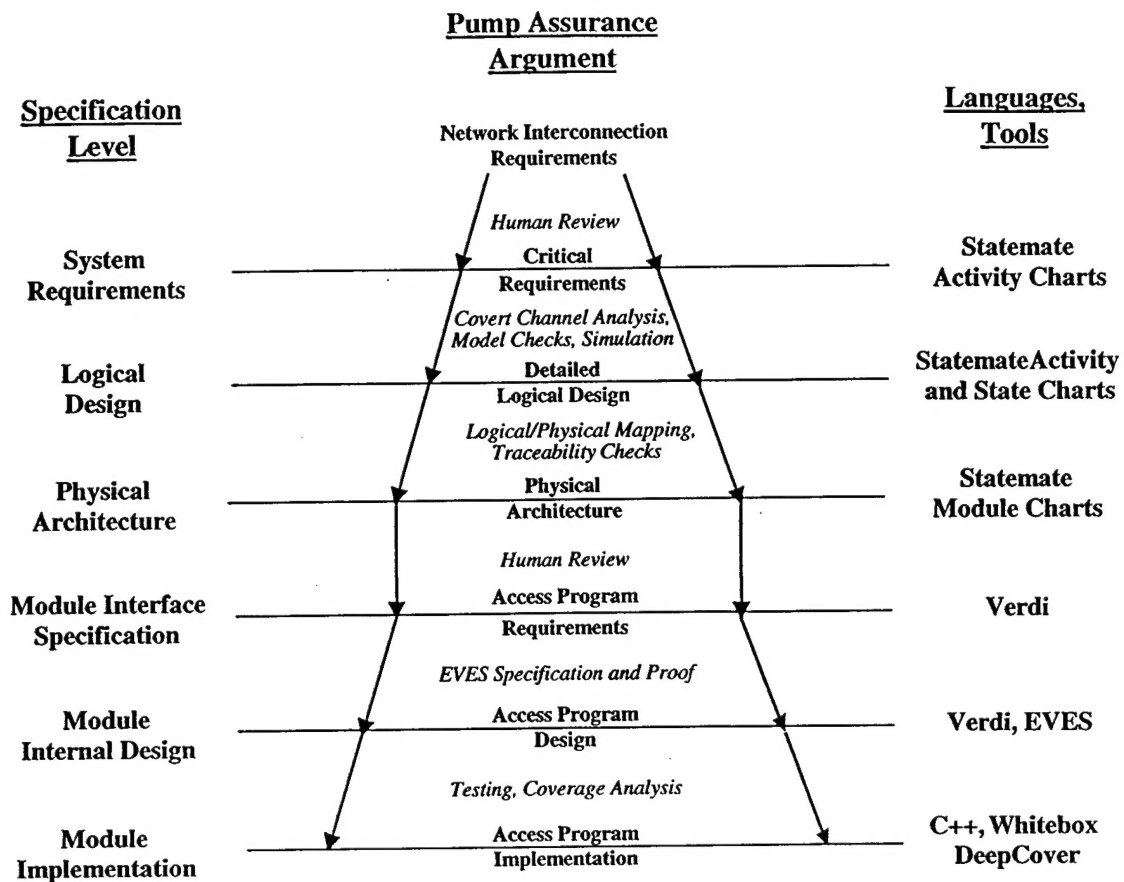 Pump Assurance
Argument
Specification
Level
Languages,
Tools
Network Interconnection
Requirements
Human Review
System
Requirements
Critical
Requirements
Statemate
Activity Charts
Covert Channel Analysis,
Model Checks, Simulation
Logical
Design
Detailed
Logical Design
StatemateActivity
and State Charts
Logical/Physical Mapping,
Traceability Checks
Physical
Architecture
Physical
Architecture
Statemate
Module Charts
Human Review
Module Interface
Specification
Access Program
Requirements
Verdi
EVES Specification and Proof
Module
Internal Design
Access Program
Design
Verdi, EVES
Testing, Coverage Analysis
Module
Implementation
Access Program
Implementation
C++, Whitebox
DeepCover